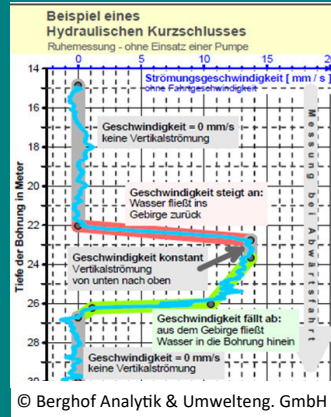 Beispiel eines
Hydraulischen Kurzschlusses
Ruhemessung - ohne Einsatz einer Pumpe
0 5 10 15 20
14
Strömungsgeschwindigkeit [ mm / s ]
ohne Fahrtgeschwindigkeit
16
18
Geschwindigkeit = 0 mm/s
keine Vertikalströmung
20
Geschwindigkeit steigt an:
Wasser fließt ins
Gebirge zurück
22
24
Geschwindigkeit konstant
Vertikalströmung
von unten nach oben
26
Geschwindigkeit fällt ab:
aus dem Gebirge fließt
Wasser in die Bohrung hinein
28
Geschwindigkeit = 0 mm/s
keine Vertikalströmung
30
Tiefe der Bohrung in Meter
Messung bei Abwärtsfahrt
© Berghof Analytik & Umwelteng. GmbH